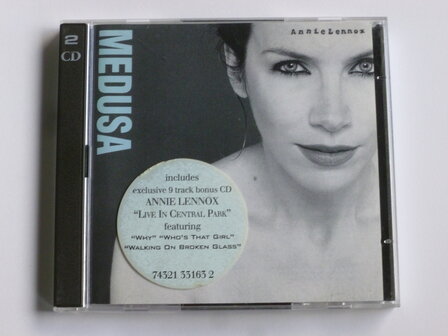 2
CD
MEDUSA
AnnieLennox
includes
exclusive 9 track bonus CD
ANNIE LENNOX
"LIVE IN CENTRAL PARK"
featuring
"WHY" "WHO'S THAT GIRL"
"WALKING ON BROKEN GLASS"
74321 33163 2